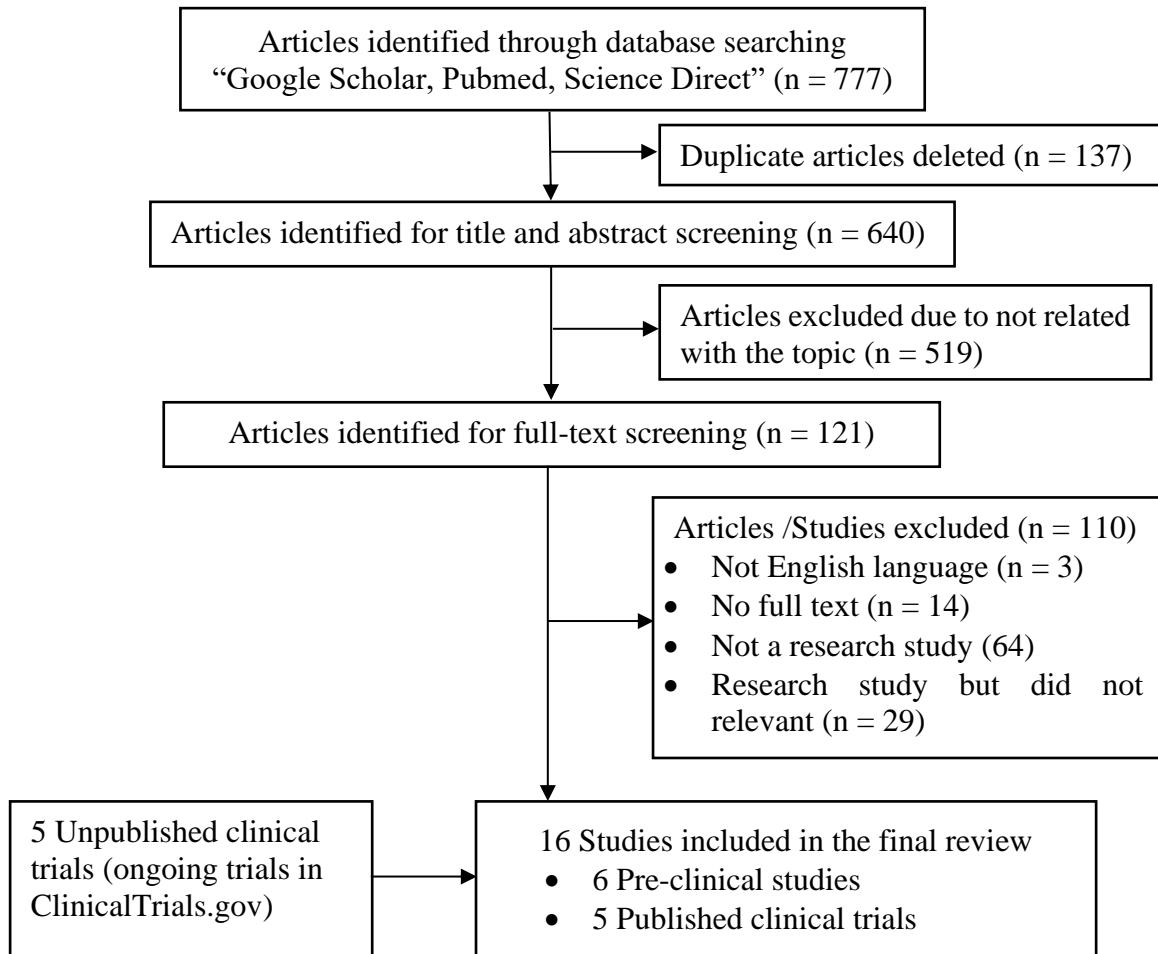 Articles identified through database searching
“Google Scholar, Pubmed, Science Direct” (n = 777)
Duplicate articles deleted (n = 137)
Articles identified for title and abstract screening (n = 640)
Articles excluded due to not related
with the topic (n = 519)
Articles identified for full-text screening (n = 121)
Articles /Studies excluded (n = 110)
• Not English language (n = 3)
• No full text (n = 14)
• Not a research study (64)
• Research study but did not
relevant (n = 29)
5 Unpublished clinical
trials (ongoing trials in
ClinicalTrials.gov)
16 Studies included in the final review
• 6 Pre-clinical studies
• 5 Published clinical trials